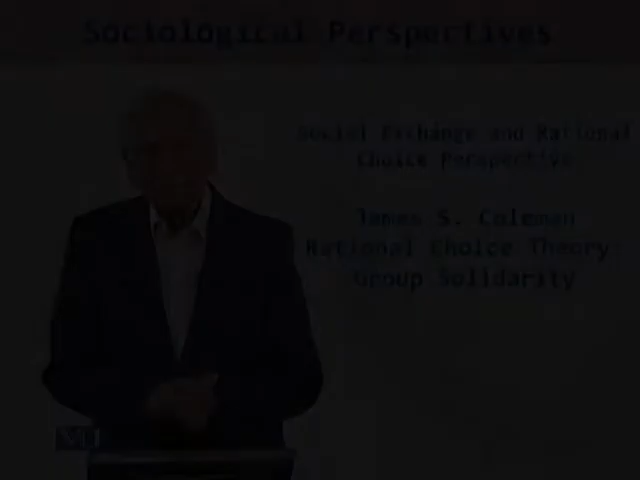 Sociological Perspectives
Social Exchange and Rational
Choice Perspective
James S. Coleman
Rational Choice Theory
Group Solidarity